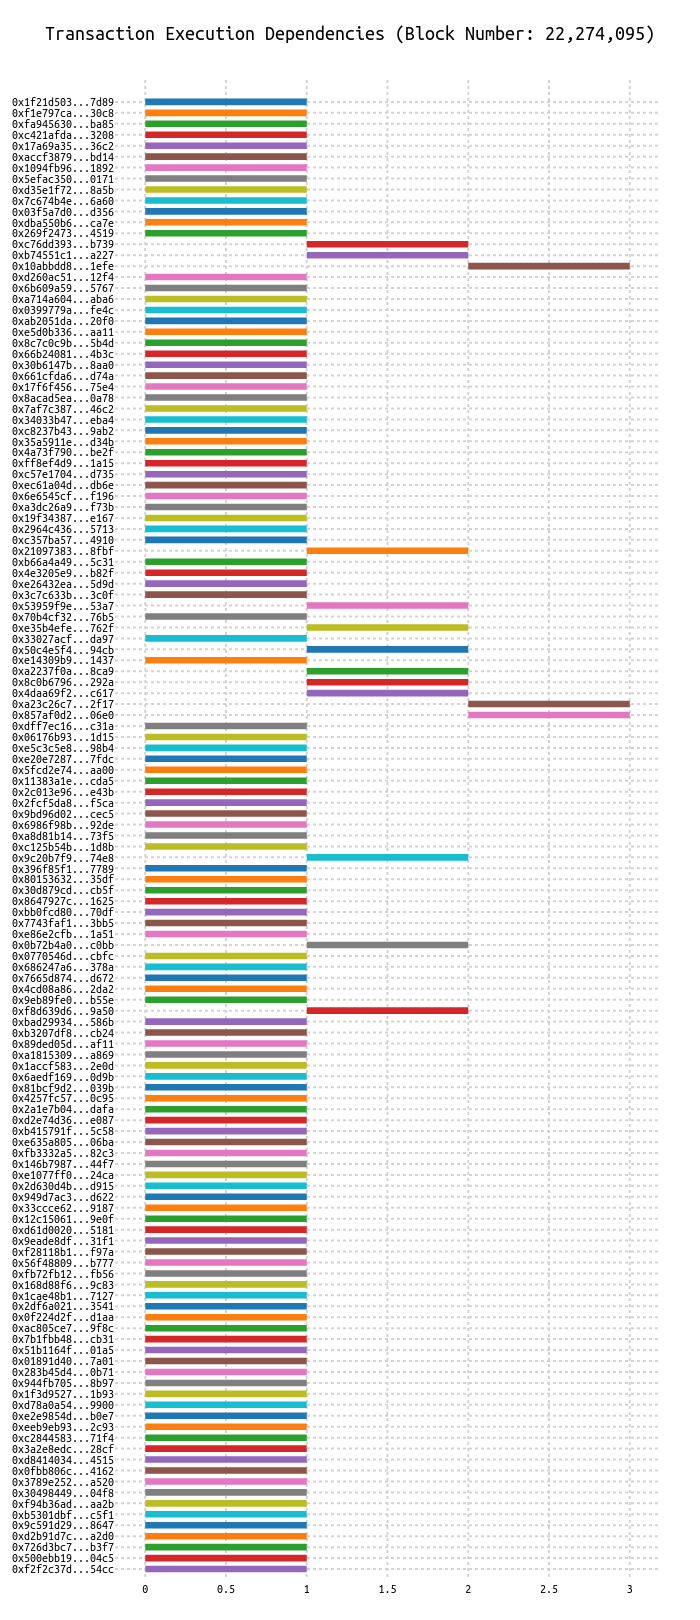 Transaction Execution Dependencies (Block Number: 22,274,095)
0x1f21d503...7d89
0xf1e797ca...30c8
0xfa945630...ba85
0xc421afda...3208
0x17a69a35...36c2
0xaccf3879...bd14
0x1094fb96...1892
0x5efac350...0171
0xd35e1f72...8a5b
0x7c674b4e...6a60
0x03f5a7d0...d356
0xdba550b6...ca7e
0x269f2473...4519
0xc76dd393...b739
0xb74551c1...a227
0x10abbdd8...1efe
0xd260ac51...12f4
0x6b609a59...5767
0xa714a604...aba6
0x0399779a...fe4c
0xab2051da...20f0
0xe5d0b336...aa11
0x8c7c0c9b...5b4d
0x66b24081...4b3c
0x30b6147b...8aa0
0x661cfda6...d74a
0x17f6f456...75e4
0x8acad5ea...0a78
0x7af7c387...46c2
0x34033b47...eba4
0xc8237b43...9ab2
0x35a5911e...d34b
0x4a73f790...be2f
0xff8ef4d9...1a15
0xc57e1704...d735
0xec61a04d...db6e
0x6e6545cf...f196
0xa3dc26a9...f73b
0x19f34387...e167
0x2964c436...5713
0xc357ba57...4910
0x21097383...8fbf
0xb66a4a49...5c31
0x4e3205e9...b82f
0xe26432ea...5d9d
0x3c7c633b...3c0f
0x53959f9e...53a7
0x70b4cf32...76b5
0xe35b4efe...762f
0x33027acf...da97
0x50c4e5f4...94cb
0xe14309b9...1437
0xa2237f0a...8ca9
0x8c0b6796...292a
0x4daa69f2...c617
0xa23c26c7...2f17
0x857af0d2...06e0
0xdff7ec16...c31a
0x06176b93...1d15
0xe5c3c5e8...98b4
0xe20e7287...7fdc
0x5fcd2e74...aa00
0x11383a1e...cda5
0x2c013e96...e43b
0x2fcf5da8...f5ca
0x9bd96d02...cec5
0x6986f98b...92de
0xa8d81b14...73f5
0xc125b54b...1d8b
0x9c20b7f9...74e8
0x396f85f1...7789
0x80153632...35df
0x30d879cd...cb5f
0x8647927c...1625
0xbb0fcd80...70df
0x7743faf1...3bb5
0xe86e2cfb...1a51
0x0b72b4a0...c0bb
0x0770546d...cbfc
0x686247a6...378a
0x7665d874...d672
0x4cd08a86...2da2
0x9eb89fe0...b55e
0xf8d639d6...9a50
0xbad29934...586b
0xb3207df8...cb24
0x89ded05d...af11
0xa1815309...a869
0x1accf583...2e0d
0x6aedf169...0d9b
0x81bcf9d2...039b
0x4257fc57...0c95
0x2a1e7b04...dafa
0xd2e74d36...e087
0xb415791f...5c58
0xe635a805...06ba
0xfb3332a5...82c3
0x146b7987...44f7
0xe1077ff0...24ca
0x2d630d4b...d915
0x949d7ac3...d622
0x33ccce62...9187
0x12c15061...9e0f
0xd61d0020...5181
0x9eade8df...31f1
0xf28118b1...f97a
0x56f48809...b777
0xfb72fb12...fb56
0x168d88f6...9c83
0x1cae48b1...7127
0x2df6a021...3541
0x0f224d2f...d1aa
0xac805ce7...9f8c
0x7b1fbb48...cb31
0x51b1164f...01a5
0x01891d40...7a01
0x283b45d4...0b71
0x944fb705...8b97
0x1f3d9527...1b93
0xd78a0a54...9900
0xe2e9854d...b0e7
0xeeb9eb93...2c93
0xc2844583...71f4
0x3a2e8edc...28cf
0xd8414034...4515
0x0fbb806c...4162
0x3789e252...a520
0x30498449...04f8
0xf94b36ad...aa2b
0xb5301dbf...c5f1
0x9c591d29...8647
0xd2b91d7c...a2d0
0x726d3bc7...b3f7
0x500ebb19...04c5
0xf2f2c37d...54cc
0 0.5 1 1.5 2 2.5 3